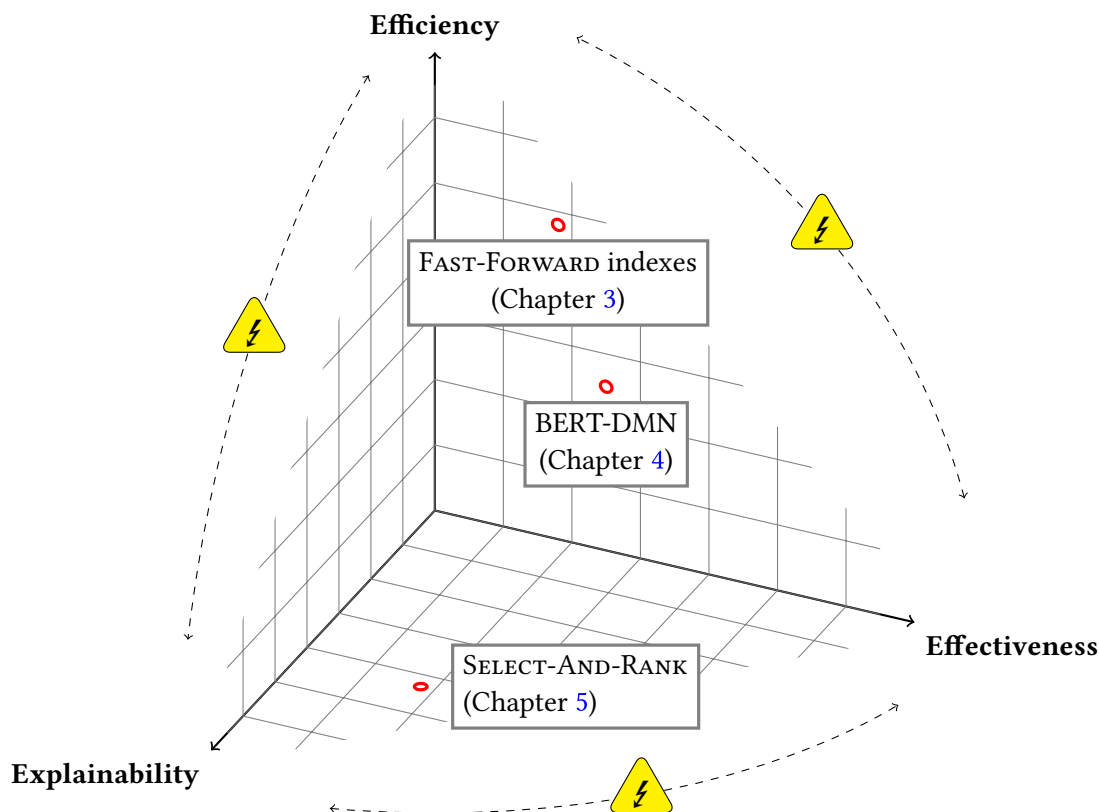 Efficiency
FAST-FORWARD indexes
(Chapter 3)
BERT-DMN
(Chapter 4)
Effectiveness
SELECT-AND-RANK
(Chapter 5)
Explainability